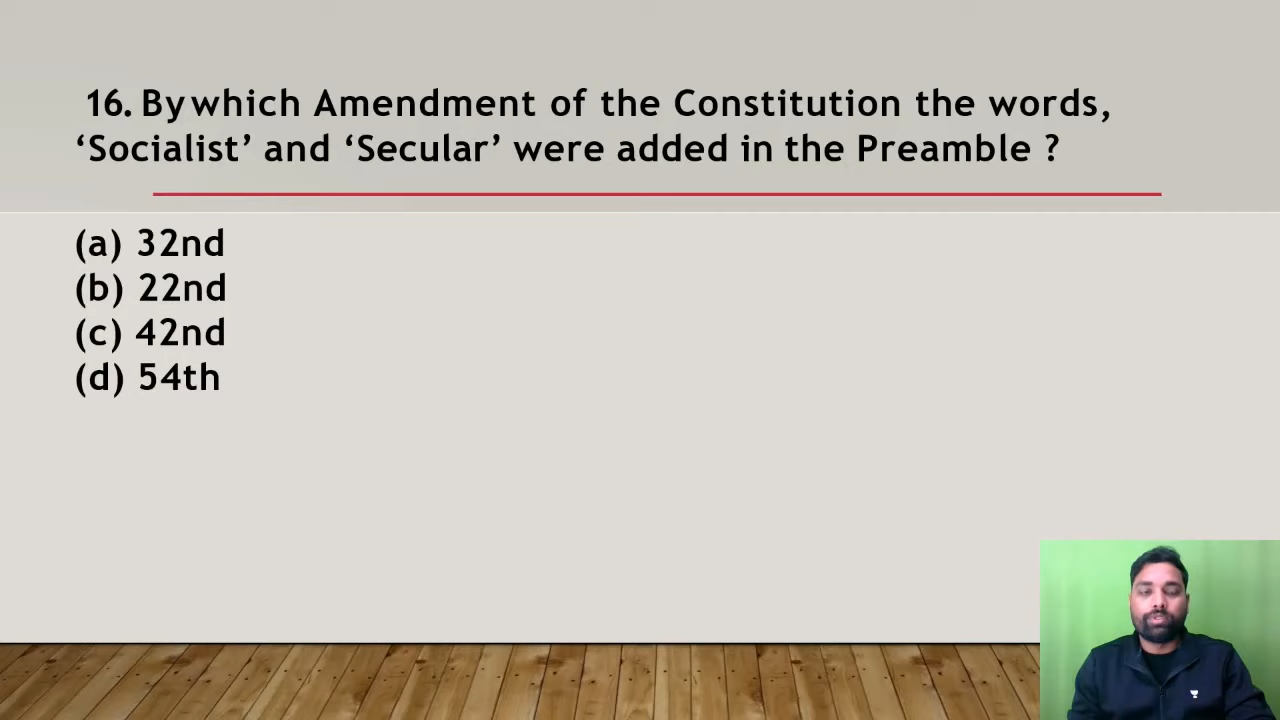 16. By which Amendment of the Constitution the words,
‘Socialist’ and ‘Secular’ were added in the Preamble ?
(a) 32nd
(b) 22nd
(c) 42nd
(d) 54th